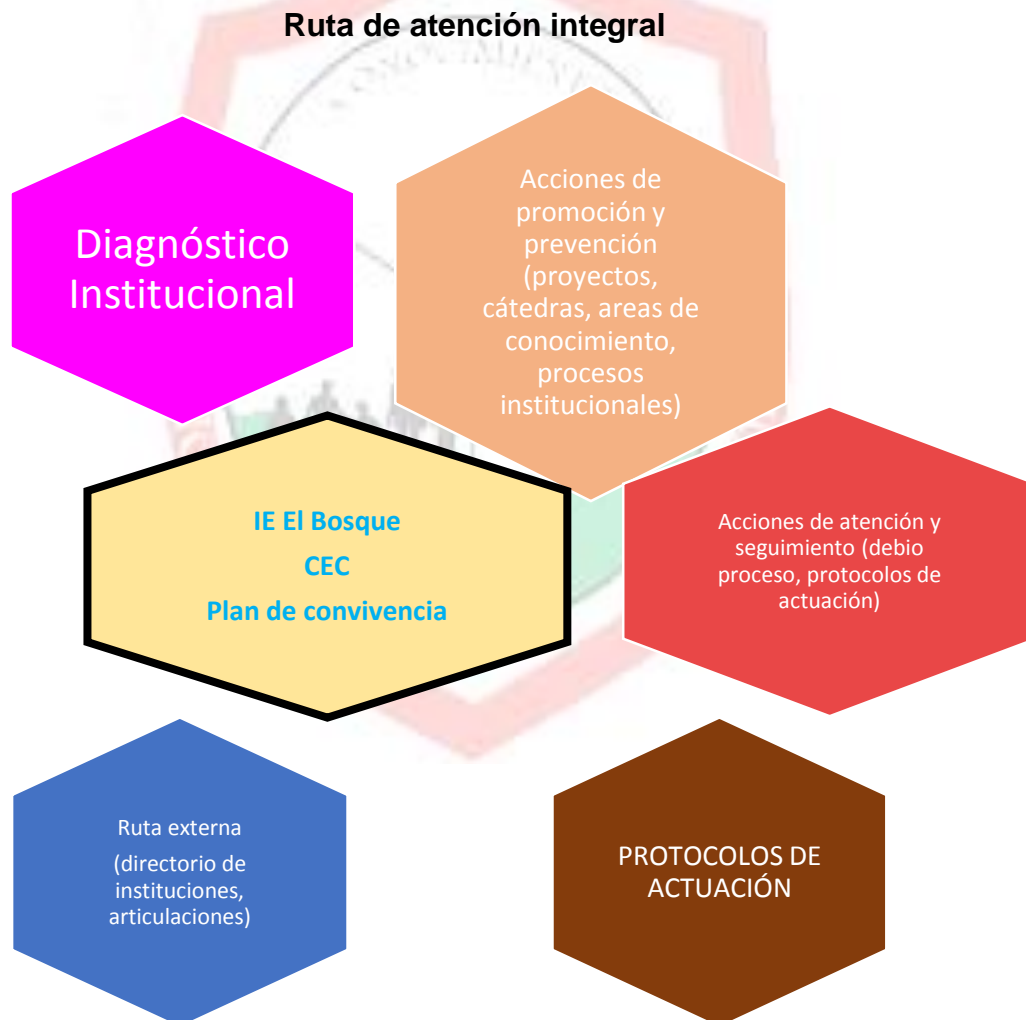 Ruta de atención integral
Diagnóstico
Institucional
Acciones de
promoción y
prevención
(proyectos,
cátedras, areas de
conocimiento,
procesos
institucionales)
IE El Bosque
CEC
Plan de convivencia
Acciones de atención y
seguimiento (debio
proceso, protocolos de
actuación)
Ruta externa
(directorio de
instituciones,
articulaciones)
PROTOCOLOS DE
ACTUACIÓN